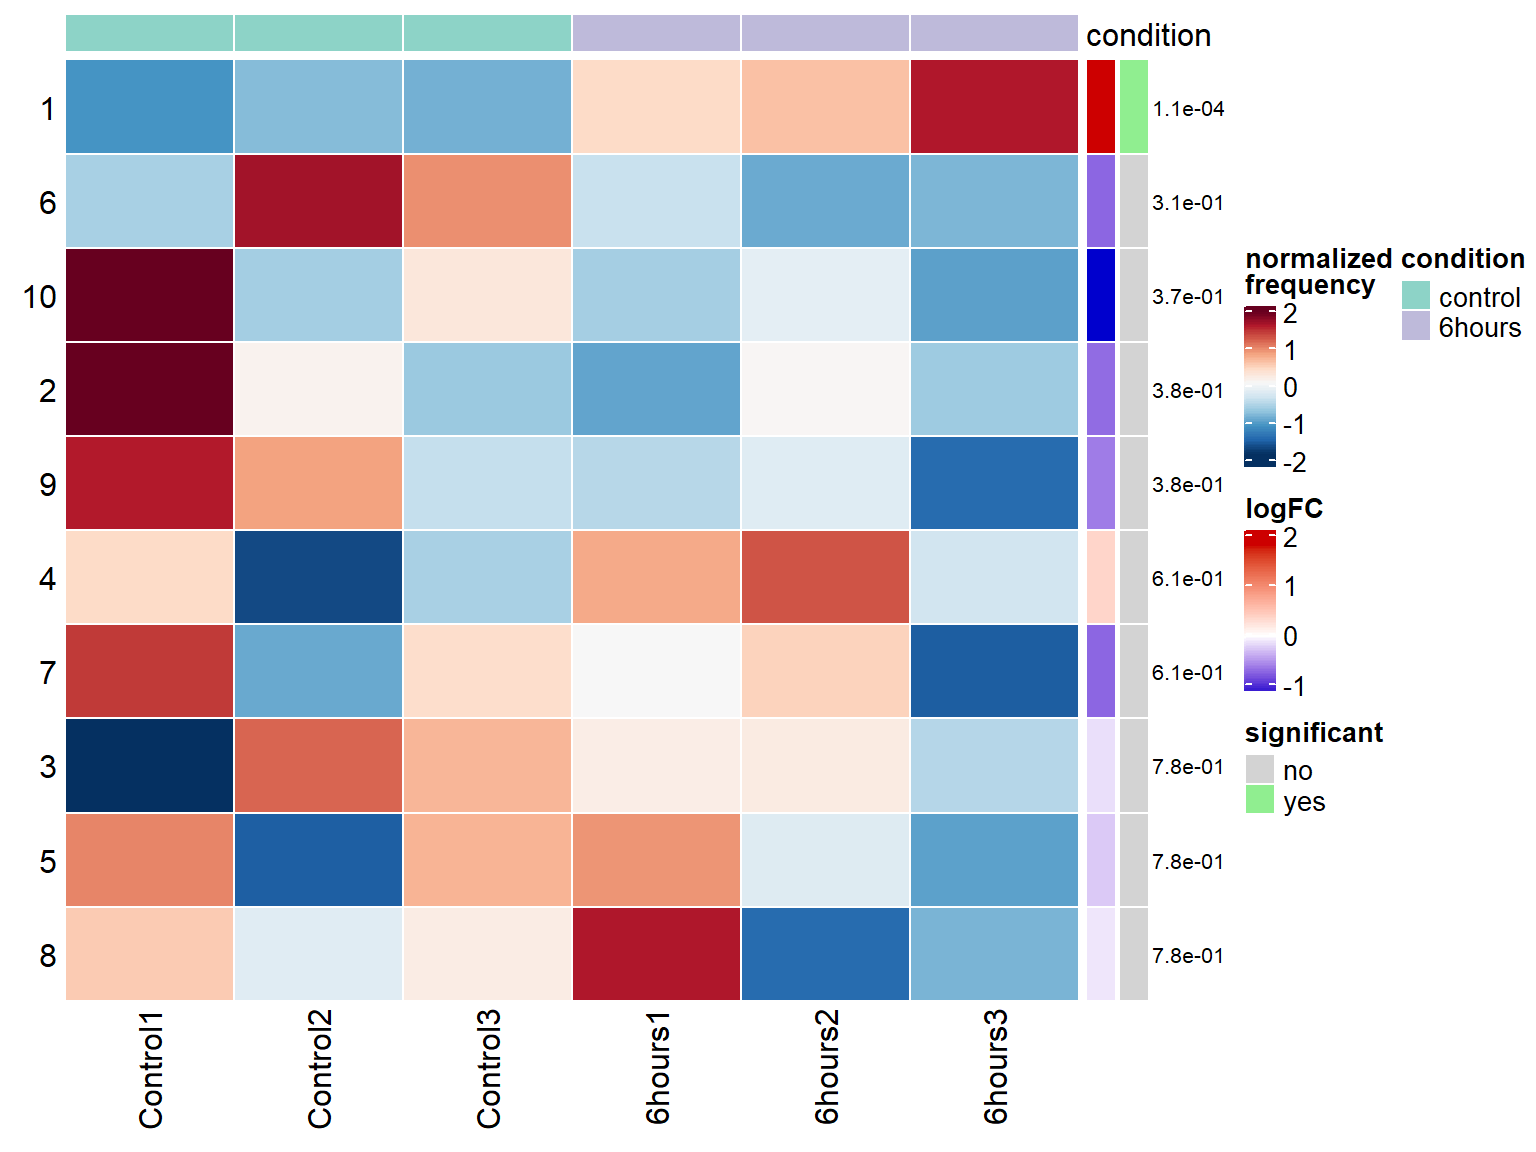 condition
1
1.1e-04
6
3.1e-01
10
3.7e-01
2
3.8e-01
9
3.8e-01
4
6.1e-01
7
6.1e-01
3
7.8e-01
5
7.8e-01
8
7.8e-01
Control1
Control2
Control3
6hours1
6hours2
6hours3
normalized
frequency
2
1
0
-1
-2
condition
control
6hours
logFC
2
1
0
-1
significant
no
yes